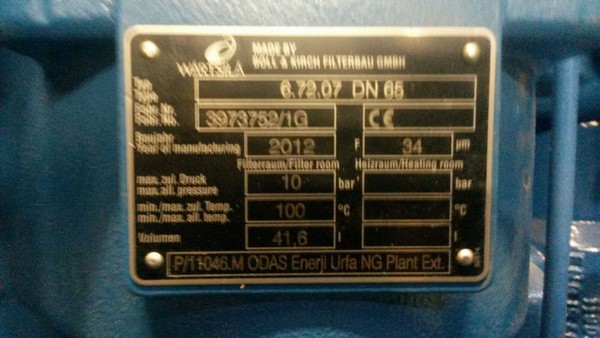 WÄRTSILÄ
MADE BY
BOLL & KIRCH FILTERBAU GMBH
Typ
Type
6.72.07 DN 65
Fabr. Nr.
3973752/1G CE
Baujahr
Year of manufacturing 2012 F 34 µm
Filterraum/Filter room Heizraum/Heating room
max. zul. Druck
max. all. pressure 10 bar bar
min./max. zul. Temp.
min./max. all. temp. 100 °C °C
Volumen 41,6 l l
P/11046.M ODAS Enerji Urfa NG Plant Ext.